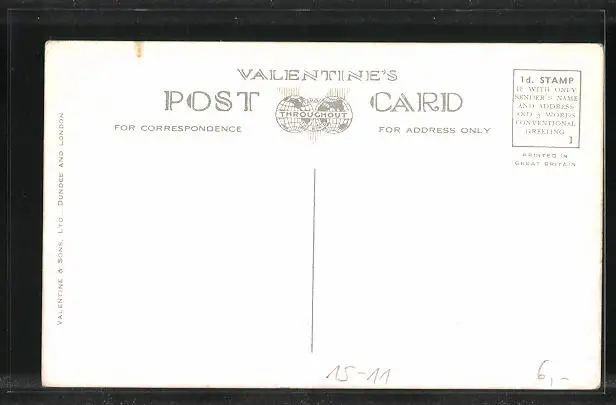 VALENTINE'S
POST CARD
THROUGHOUT
FOR CORRESPONDENCE
FOR ADDRESS ONLY
1d. STAMP
IF WITH ONLY
SENDER'S NAME
AND ADDRESS
AND 5 WORDS
CONVENTIONAL
GREETING
1
PRINTED IN
GREAT BRITAIN
VALENTINE & SONS, LTD. DUNDEE AND LONDON
15-11
6,-